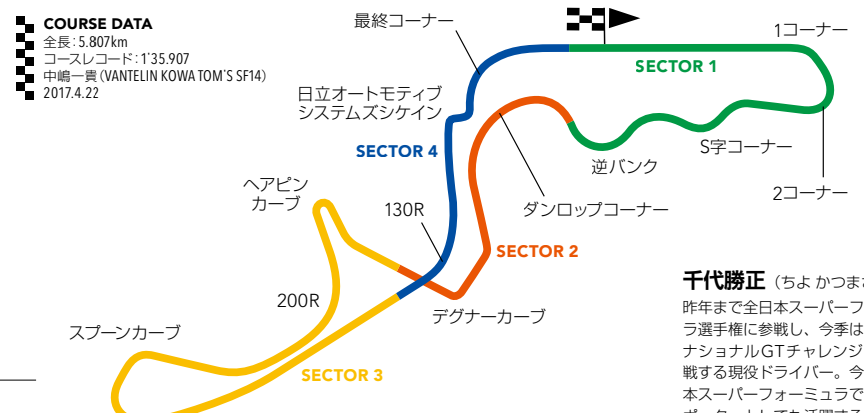 COURSE DATA
全長:5.807km
コースレコード:1'35.907
中嶋一貴(VANTELIN KOWA TOM'S SF14)
2017.4.22
最終コーナー
1コーナー
SECTOR 1
日立オートモティブ
システムズシケイン
SECTOR 4
S字コーナー
逆バンク
2コーナー
ヘアピン
カーブ
130R
ダンロップコーナー
SECTOR 2
200R
デグナーカーブ
スプーンカーブ
SECTOR 3
千代勝正(ちよ かつまさ
昨年まで全日本スーパーフ
ラ選手権に参戦し、今季は
ナショナルGTチャレンジ
戦する現役ドライバー。今
本スーパーフォーミュラで